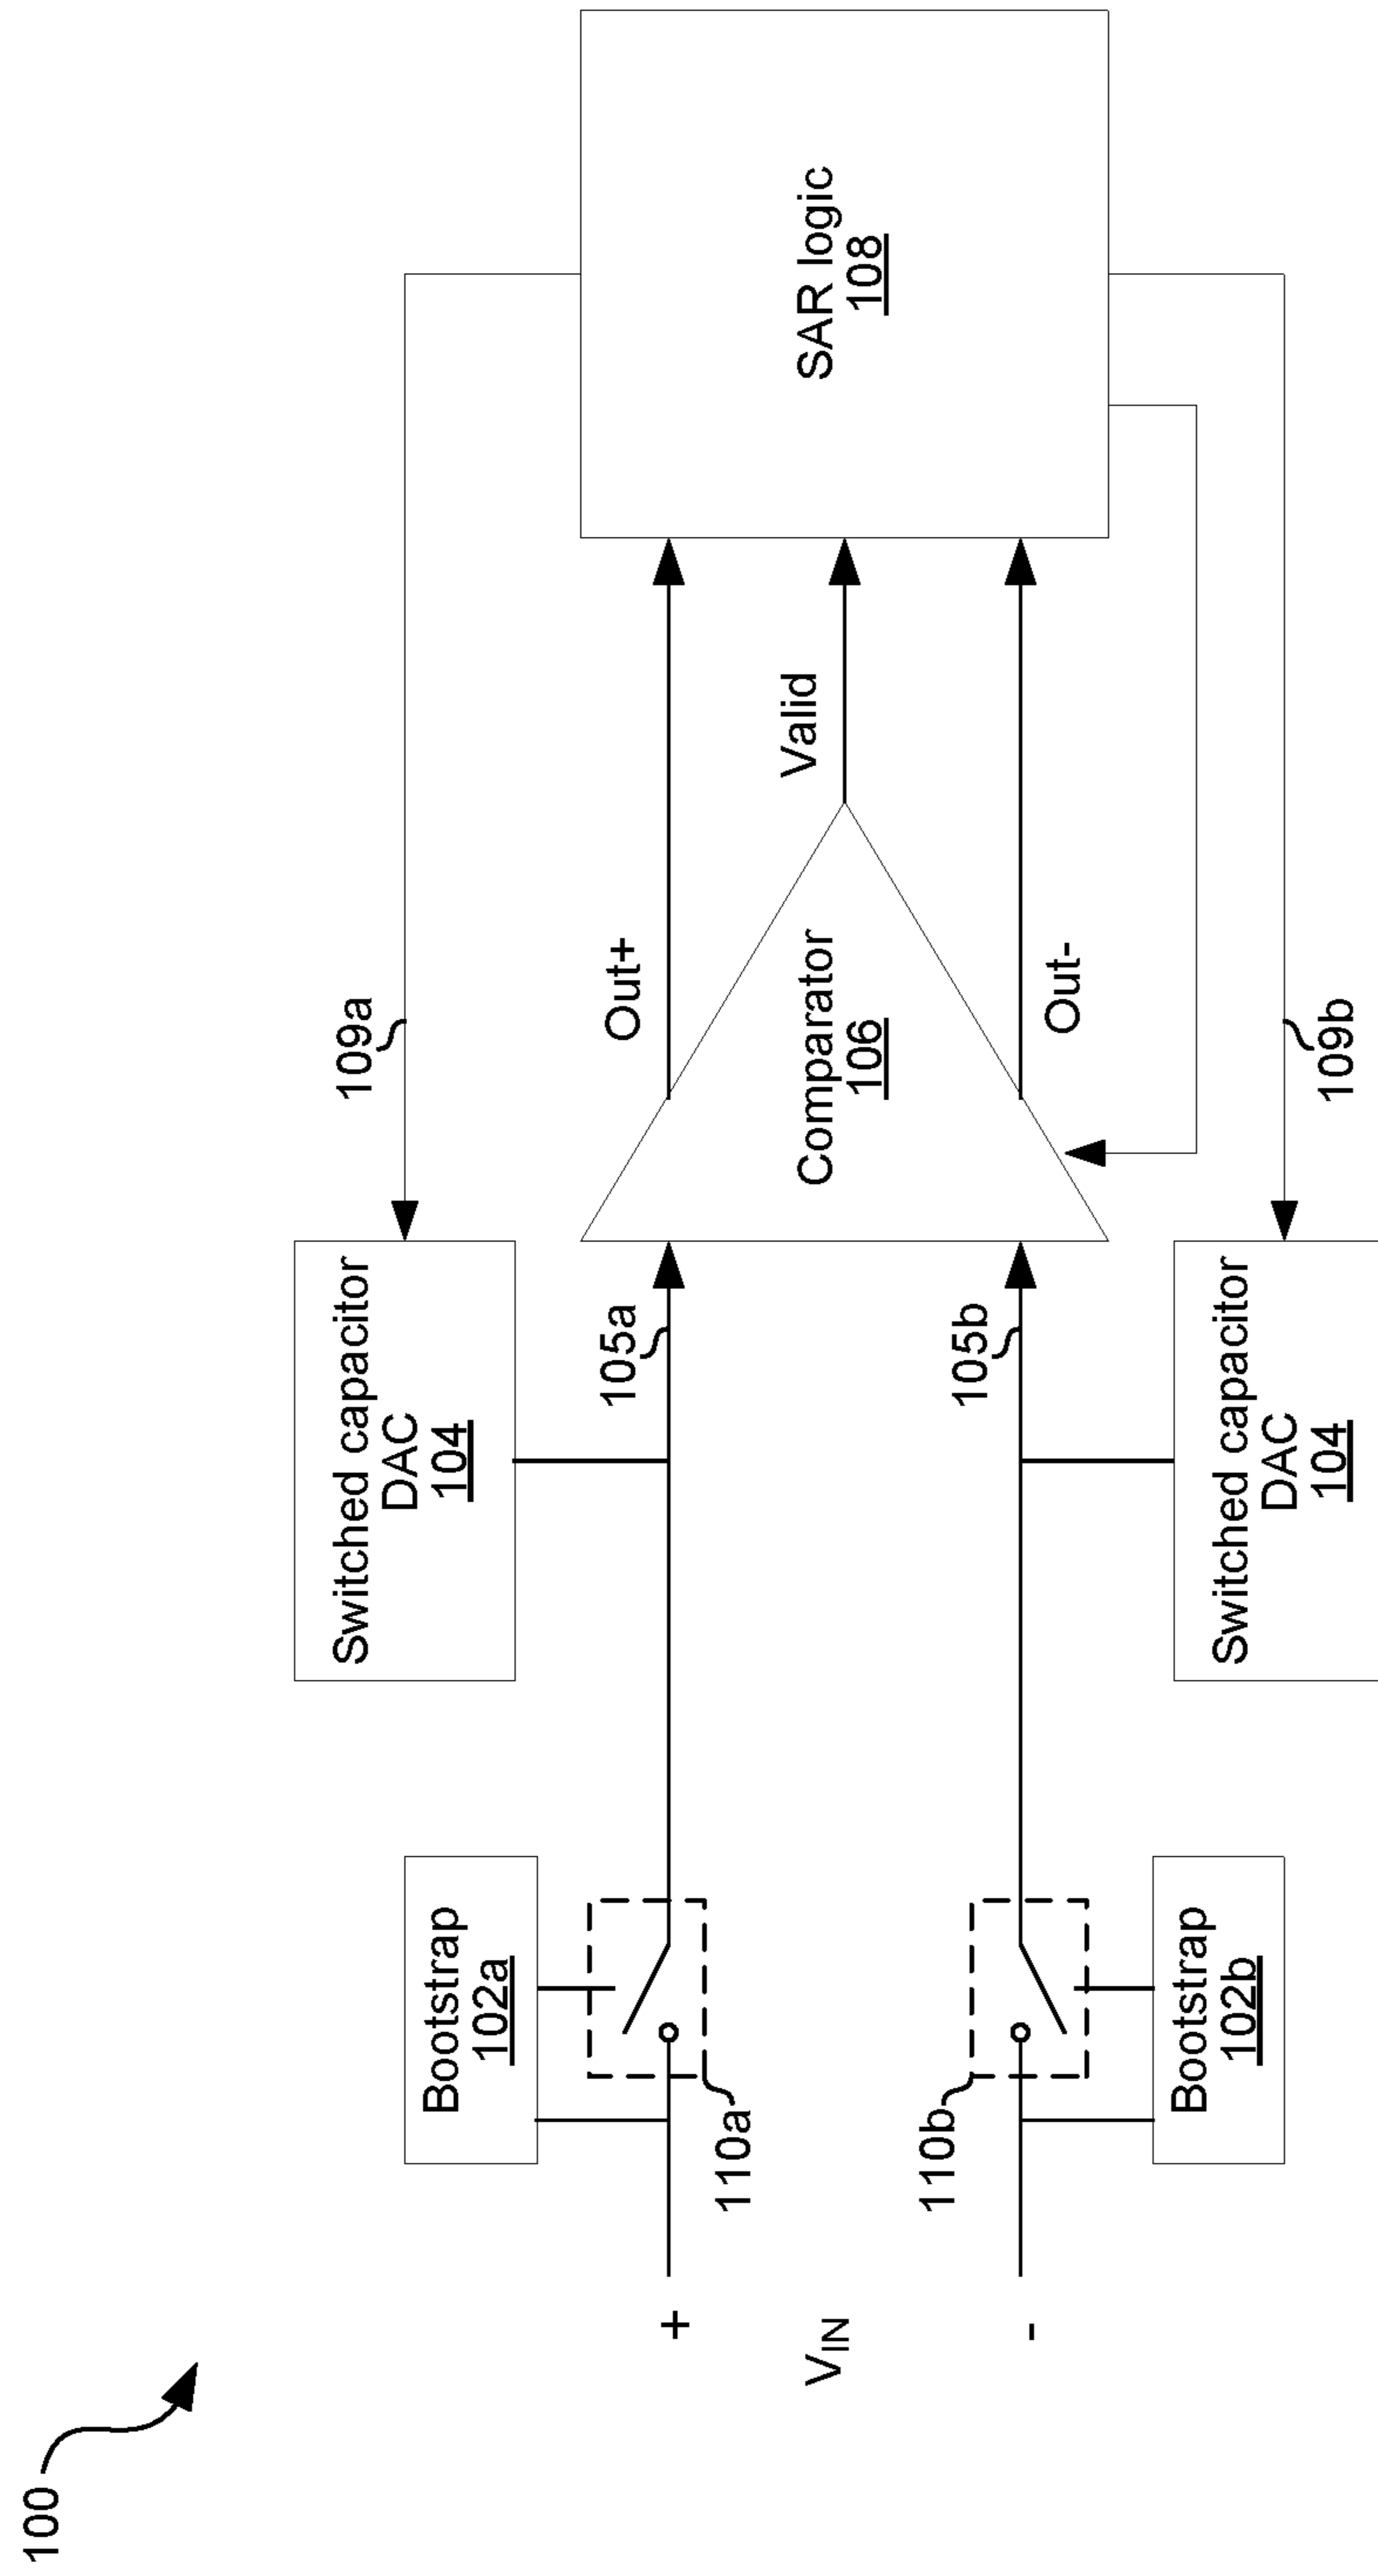 100
Bootstrap
102a
Switched capacitor
DAC
104
109a
Out+
105a
110a
+
VIN
-
Comparator
106
Valid
SAR logic
108
110b
105b
Out-
Bootstrap
102b
Switched capacitor
DAC
104
109b